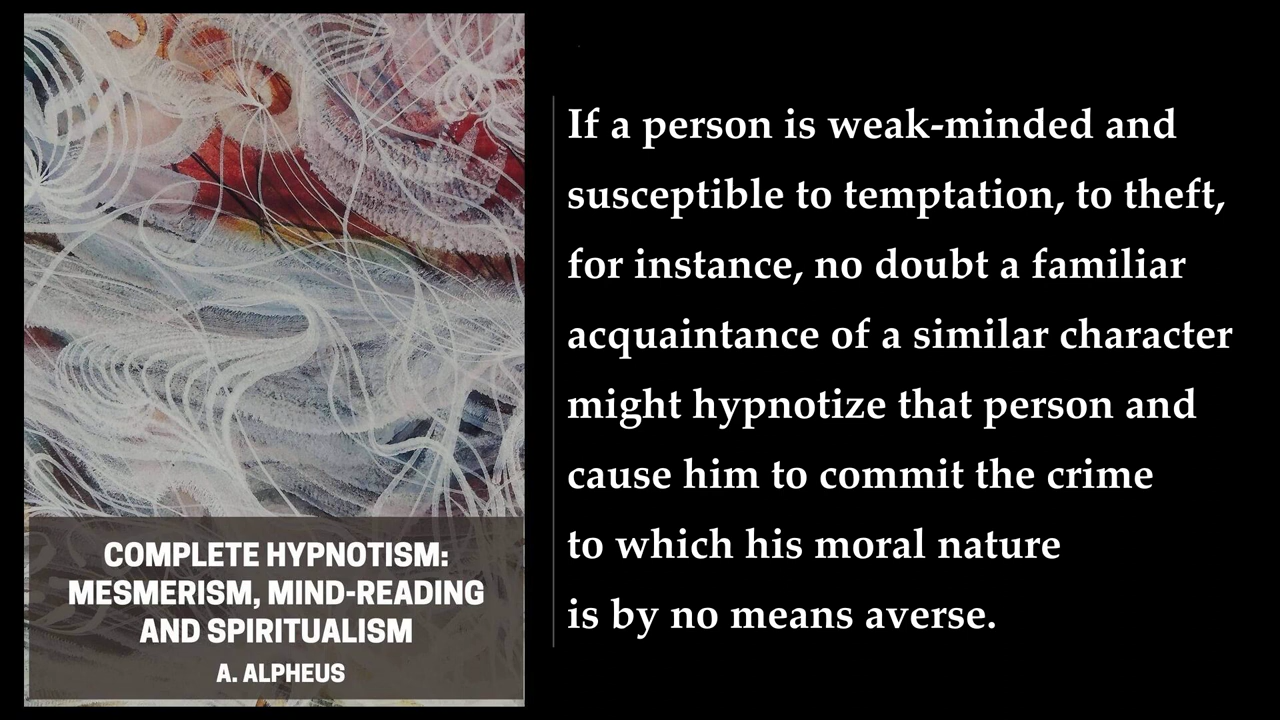 COMPLETE HYPNOTISM:
MESMERISM, MIND-READING
AND SPIRITUALISM
A. ALPHEUS
If a person is weak-minded and
susceptible to temptation, to theft,
for instance, no doubt a familiar
acquaintance of a similar character
might hypnotize that person and
cause him to commit the crime
to which his moral nature
is by no means averse.